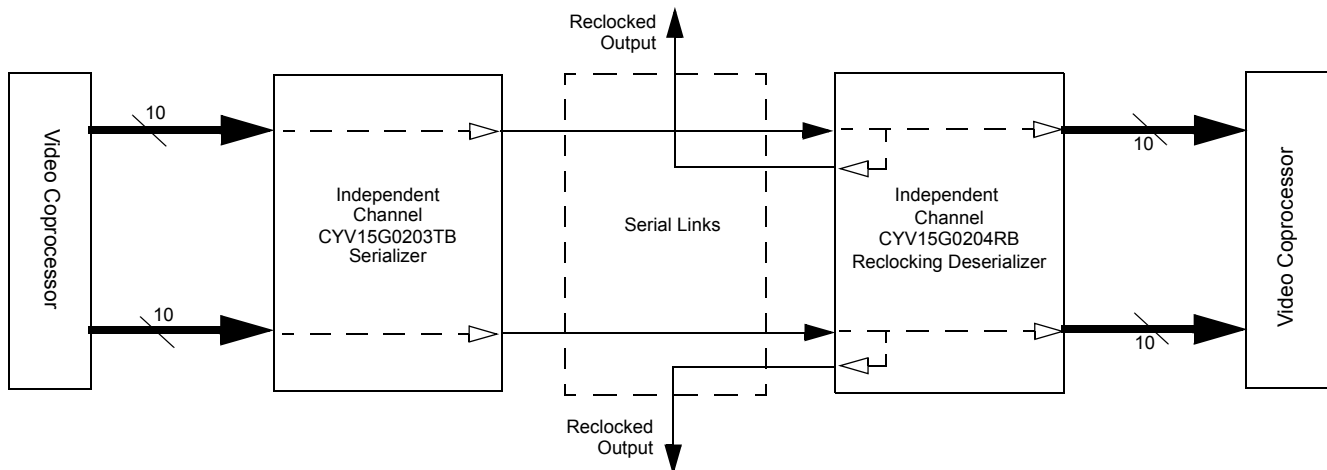 Reclocked
Output
10
10
Video Coprocessor
Independent
Channel
CYV15G0203TB
Serializer
Serial Links
Independent
Channel
CYV15G0204RB
Reclocking Deserializer
Video Coprocessor
10
10
Reclocked
Output